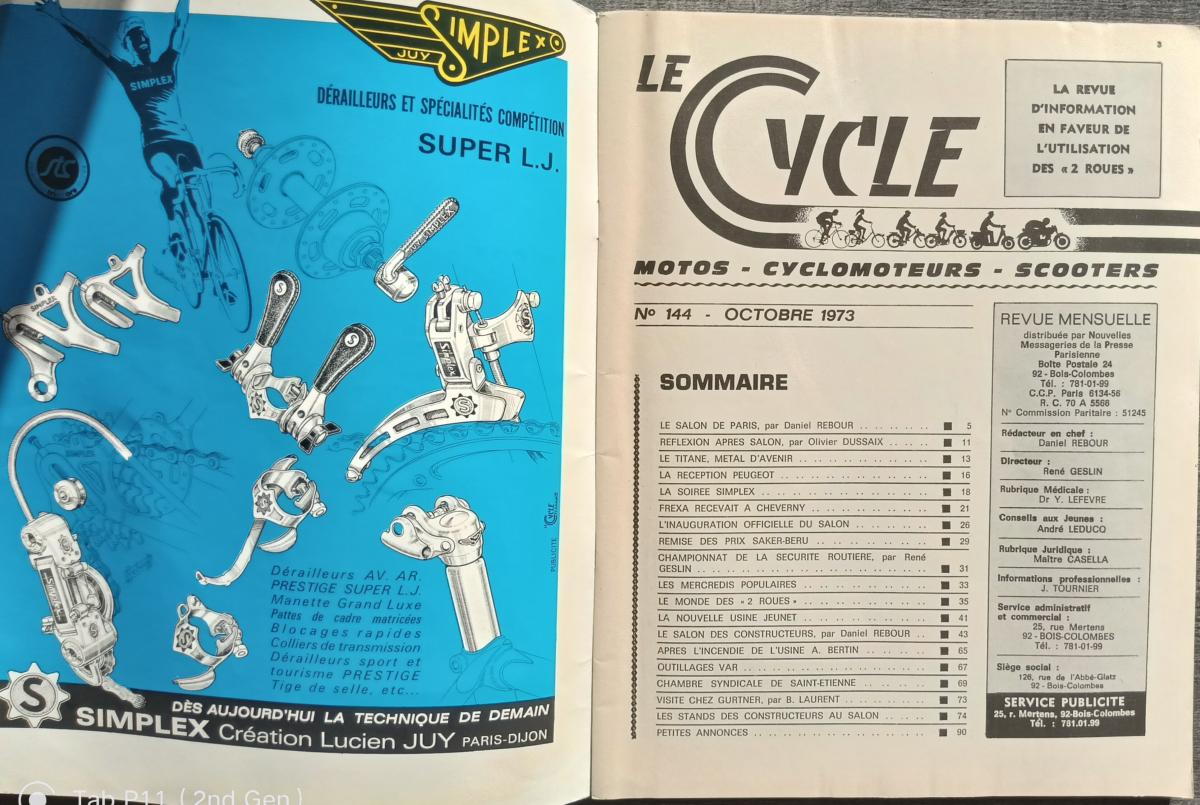 SIMPLEX
JUY
SIMPLEX
DÉRAILLEURS ET SPÉCIALITÉS COMPÉTITION
SUPER L.J.
JUY SIMPLEX
SIMPLEX
S
S
Simplex
SIMPLEX
PUBLICITE "CYCLE"
Dérailleurs AV. AR.
PRESTIGE SUPER L.J.
Manette Grand Luxe
Pattes de cadre matricées
Blocages rapides
Colliers de transmission
Dérailleurs sport et
tourisme PRESTIGE
Tige de selle, etc...
S
DÈS AUJOURD'HUI LA TECHNIQUE DE DEMAIN
SIMPLEX Création Lucien JUY PARIS-DIJON
Tab P11 (2nd Gen)
3
LE CYCLE
LA REVUE
D'INFORMATION
EN FAVEUR DE
L'UTILISATION
DES « 2 ROUES »
MOTOS - CYCLOMOTEURS - SCOOTERS
No 144 - OCTOBRE 1973
SOMMAIRE
LE SALON DE PARIS, par Daniel REBOUR . . . . . . . . ■ 5
REFLEXION APRES SALON, par Olivier DUSSAIX . . . . . ■ 11
LE TITANE, METAL D'AVENIR . . . . . . . . . . . . ■ 13
LA RECEPTION PEUGEOT . . . . . . . . . . . . ■ 16
LA SOIREE SIMPLEX . . . . . . . . . . . . ■ 18
FREXA RECEVAIT A CHEVERNY . . . . . . . . . . . . ■ 21
L'INAUGURATION OFFICIELLE DU SALON . . . . . . . . ■ 26
REMISE DES PRIX SAKER-BERU . . . . . . . . . . . . ■ 29
CHAMPIONNAT DE LA SECURITE ROUTIERE, par René
GESLIN . . . . . . . . . . . . ■ 31
LES MERCREDIS POPULAIRES . . . . . . . . . . . . ■ 33
LE MONDE DES « 2 ROUES » . . . . . . . . . . . . ■ 35
LA NOUVELLE USINE JEUNET . . . . . . . . . . . . ■ 41
LE SALON DES CONSTRUCTEURS, par Daniel REBOUR . . ■ 43
APRES L'INCENDIE DE L'USINE A. BERTIN . . . . . . . ■ 65
OUTILLAGES VAR . . . . . . . . . . . . ■ 67
CHAMBRE SYNDICALE DE SAINT-ETIENNE . . . . . . . . ■ 69
VISITE CHEZ GURTNER, par B. LAURENT . . . . . . . . ■ 73
LES STANDS DES CONSTRUCTEURS AU SALON . . . . . ■ 74
PETITES ANNONCES . . . . . . . . . . . . ■ 90
REVUE MENSUELLE
distribuée par Nouvelles
Messageries de la Presse
Parisienne
Boîte Postale 24
92 - Bois-Colombes
Tél. : 781-01-99
C.C.P. Paris 6134-56
R. C. 70 A 5566
No Commission Paritaire : 51245
Rédacteur en chef :
Daniel REBOUR
Directeur :
René GESLIN
Rubrique Médicale :
Dr Y. LEFEVRE
Conseils aux Jeunes :
André LEDUCQ
Rubrique Juridique :
Maître CASELLA
Informations professionnelles :
J. TOURNIER
Service administratif
et commercial :
25, rue Mertens
92 - BOIS-COLOMBES
Tél. : 781-01-99
Siège social :
126, rue de l'Abbé-Glatz
92 - Bois-Colombes
SERVICE PUBLICITE
25, r. Mertens, 92-Bois-Colombes
Tél. : 781.01.99